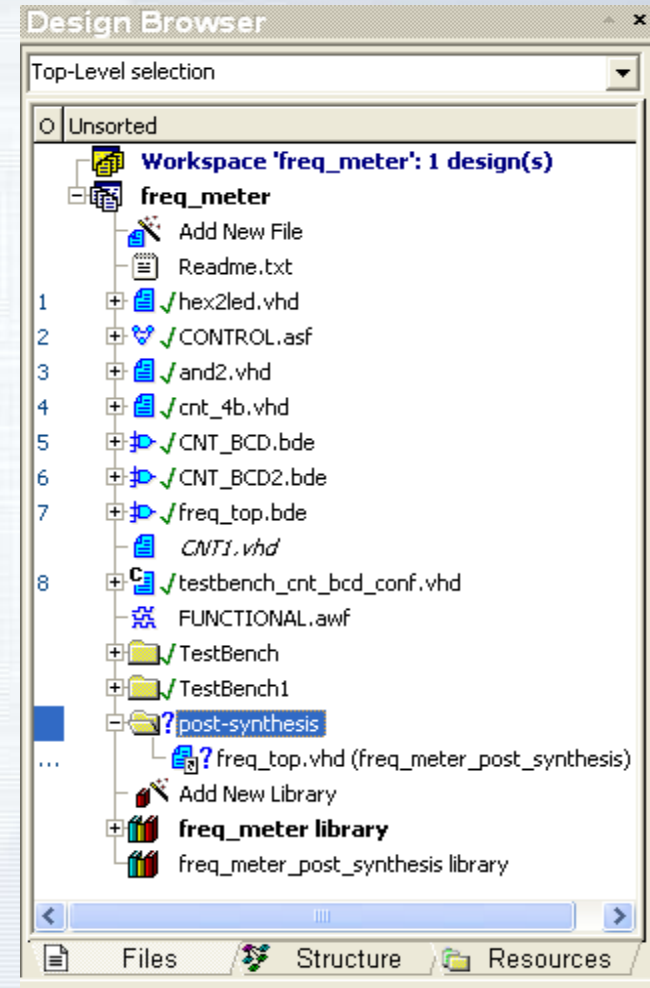 Design Browser
Top-Level selection
O Unsorted
Workspace 'freq_meter': 1 design(s)
freq_meter
Add New File
Readme.txt
1 hex2led.vhd
2 CONTROL.asf
3 and2.vhd
4 cnt_4b.vhd
5 CNT_BCD.bde
6 CNT_BCD2.bde
7 freq_top.bde
CNT1.vhd
8 testbench_cnt_bcd_conf.vhd
FUNCTIONAL.awf
TestBench
TestBench1
?post-synthesis
... ?freq_top.vhd (freq_meter_post_synthesis)
Add New Library
freq_meter library
freq_meter_post_synthesis library
Files Structure Resources